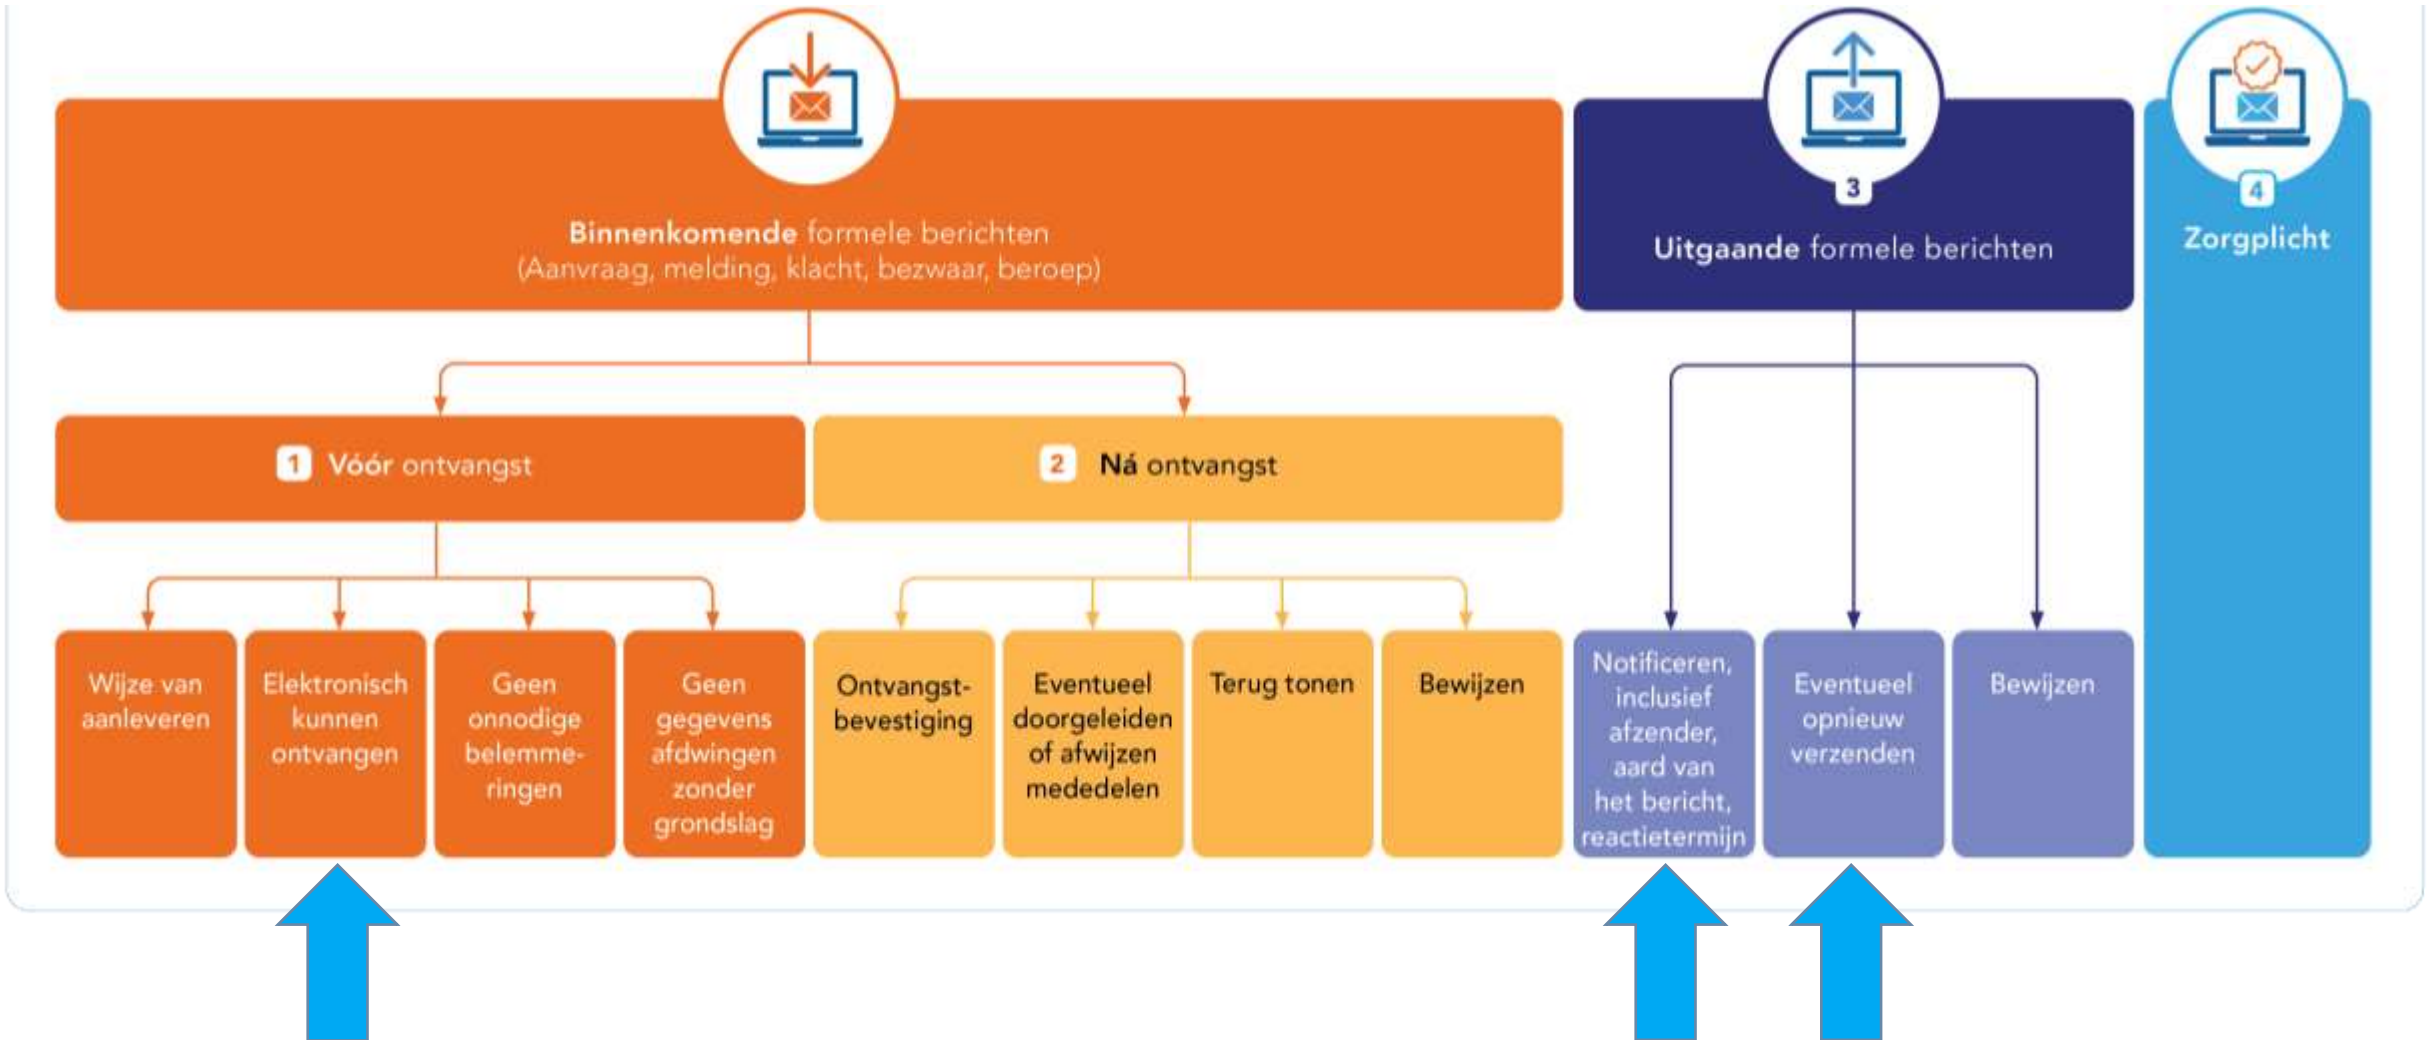 Binnenkomende formele berichten
(Aanvraag, melding, klacht, bezwaar, beroep)
3
Uitgaande formele berichten
4
Zorgplicht
1 Vóór ontvangst
2 Ná ontvangst
Wijze van
aanleveren
Elektronisch
kunnen
ontvangen
Geen
onnodige
belemme-
ringen
Geen
gegevens
afdwingen
zonder
grondslag
Ontvangst-
bevestiging
Eventueel
doorgeleiden
of afwijzen
mededelen
Terug tonen
Bewijzen
Notificeren,
inclusief
afzender,
aard van
het bericht,
reactietermijn
Eventueel
opnieuw
verzenden
Bewijzen